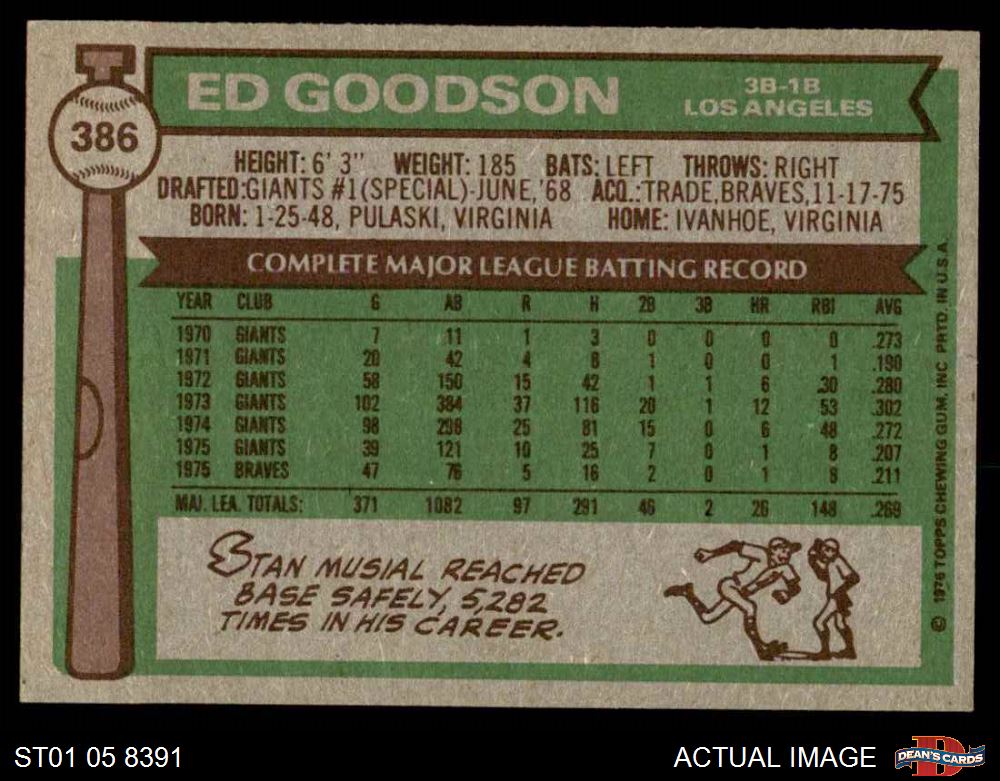 T
ED GOODSON
3B-1B
LOS ANGELES
386
HEIGHT: 6' 3" WEIGHT: 185 BATS: LEFT THROWS: RIGHT
DRAFTED:GIANTS #1(SPECIAL)-JUNE,'68 ACQ.:TRADE,BRAVES,11-17-75
BORN: 1-25-48, PULASKI, VIRGINIA HOME: IVANHOE, VIRGINIA
COMPLETE MAJOR LEAGUE BATTING RECORD
YEAR CLUB G AB R H 2B 3B HR RBI AVG
1970 GIANTS 7 11 1 3 0 0 0 0 .273
1971 GIANTS 20 42 4 8 1 0 0 1 .190
1972 GIANTS 58 150 15 42 1 1 6 30 .280
1973 GIANTS 102 384 37 116 20 1 12 53 .302
1974 GIANTS 98 298 25 81 15 0 6 48 .272
1975 GIANTS 39 121 10 25 7 0 1 8 .207
1975 BRAVES 47 76 5 16 2 0 1 8 .211
MAJ. LEA. TOTALS: 371 1082 97 291 46 2 26 148 .269
STAN MUSIAL REACHED
BASE SAFELY, 5,282
TIMES IN HIS CAREER.
© 1976 TOPPS CHEWING GUM, INC PRTD. IN U.S.A.
ST01 05 8391
ACTUAL IMAGE
D
DEAN'S CARDS